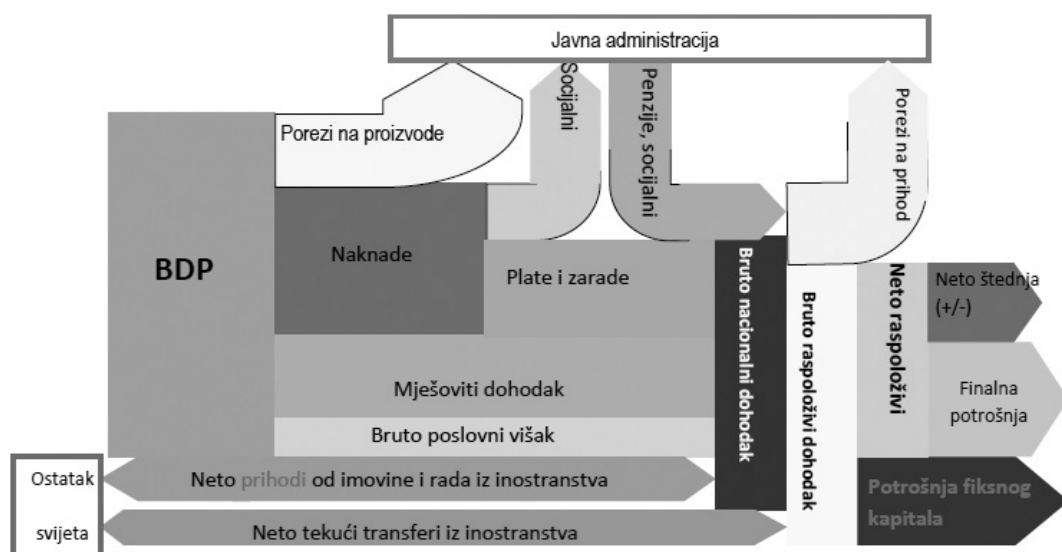 Javna administracija
Socijalni
Penzije, socijalni
Porezi na prihod
Porezi na proizvode
BDP
Naknade
Plate i zarade
Bruto nacionalni dohodak
Bruto raspoloživi dohodak
Neto raspoloživi
Neto štednja
(+/-)
Mješoviti dohodak
Finalna
potrošnja
Bruto poslovni višak
Ostatak
svijeta
Neto prihodi od imovine i rada iz inostranstva
Potrošnja fiksnog
kapitala
Neto tekući transferi iz inostranstva